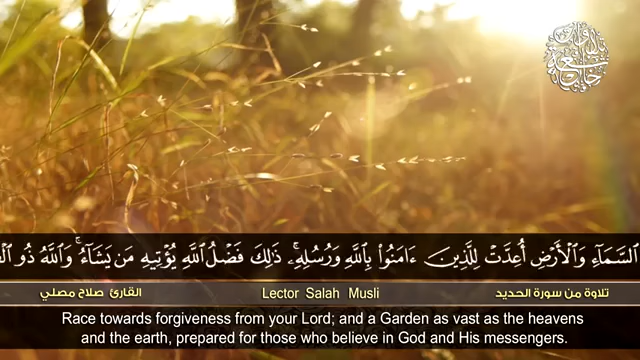 السَّمَآءِ وَالْأَرْضِ أُعِدَّتْ لِلَّذِينَ ءَامَنُواْ بِاللَّهِ وَرُسُلِهِۦۚ ذَٰلِكَ فَضْلُ اللَّهِ يُؤْتِيهِ مَن يَشَآءُۚ وَاللَّهُ ذُو
القارئ صلاح مصلي Lector Salah Musli تلاوة من سورة الحديد
Race towards forgiveness from your Lord; and a Garden as vast as the heavens
and the earth, prepared for those who believe in God and His messengers.